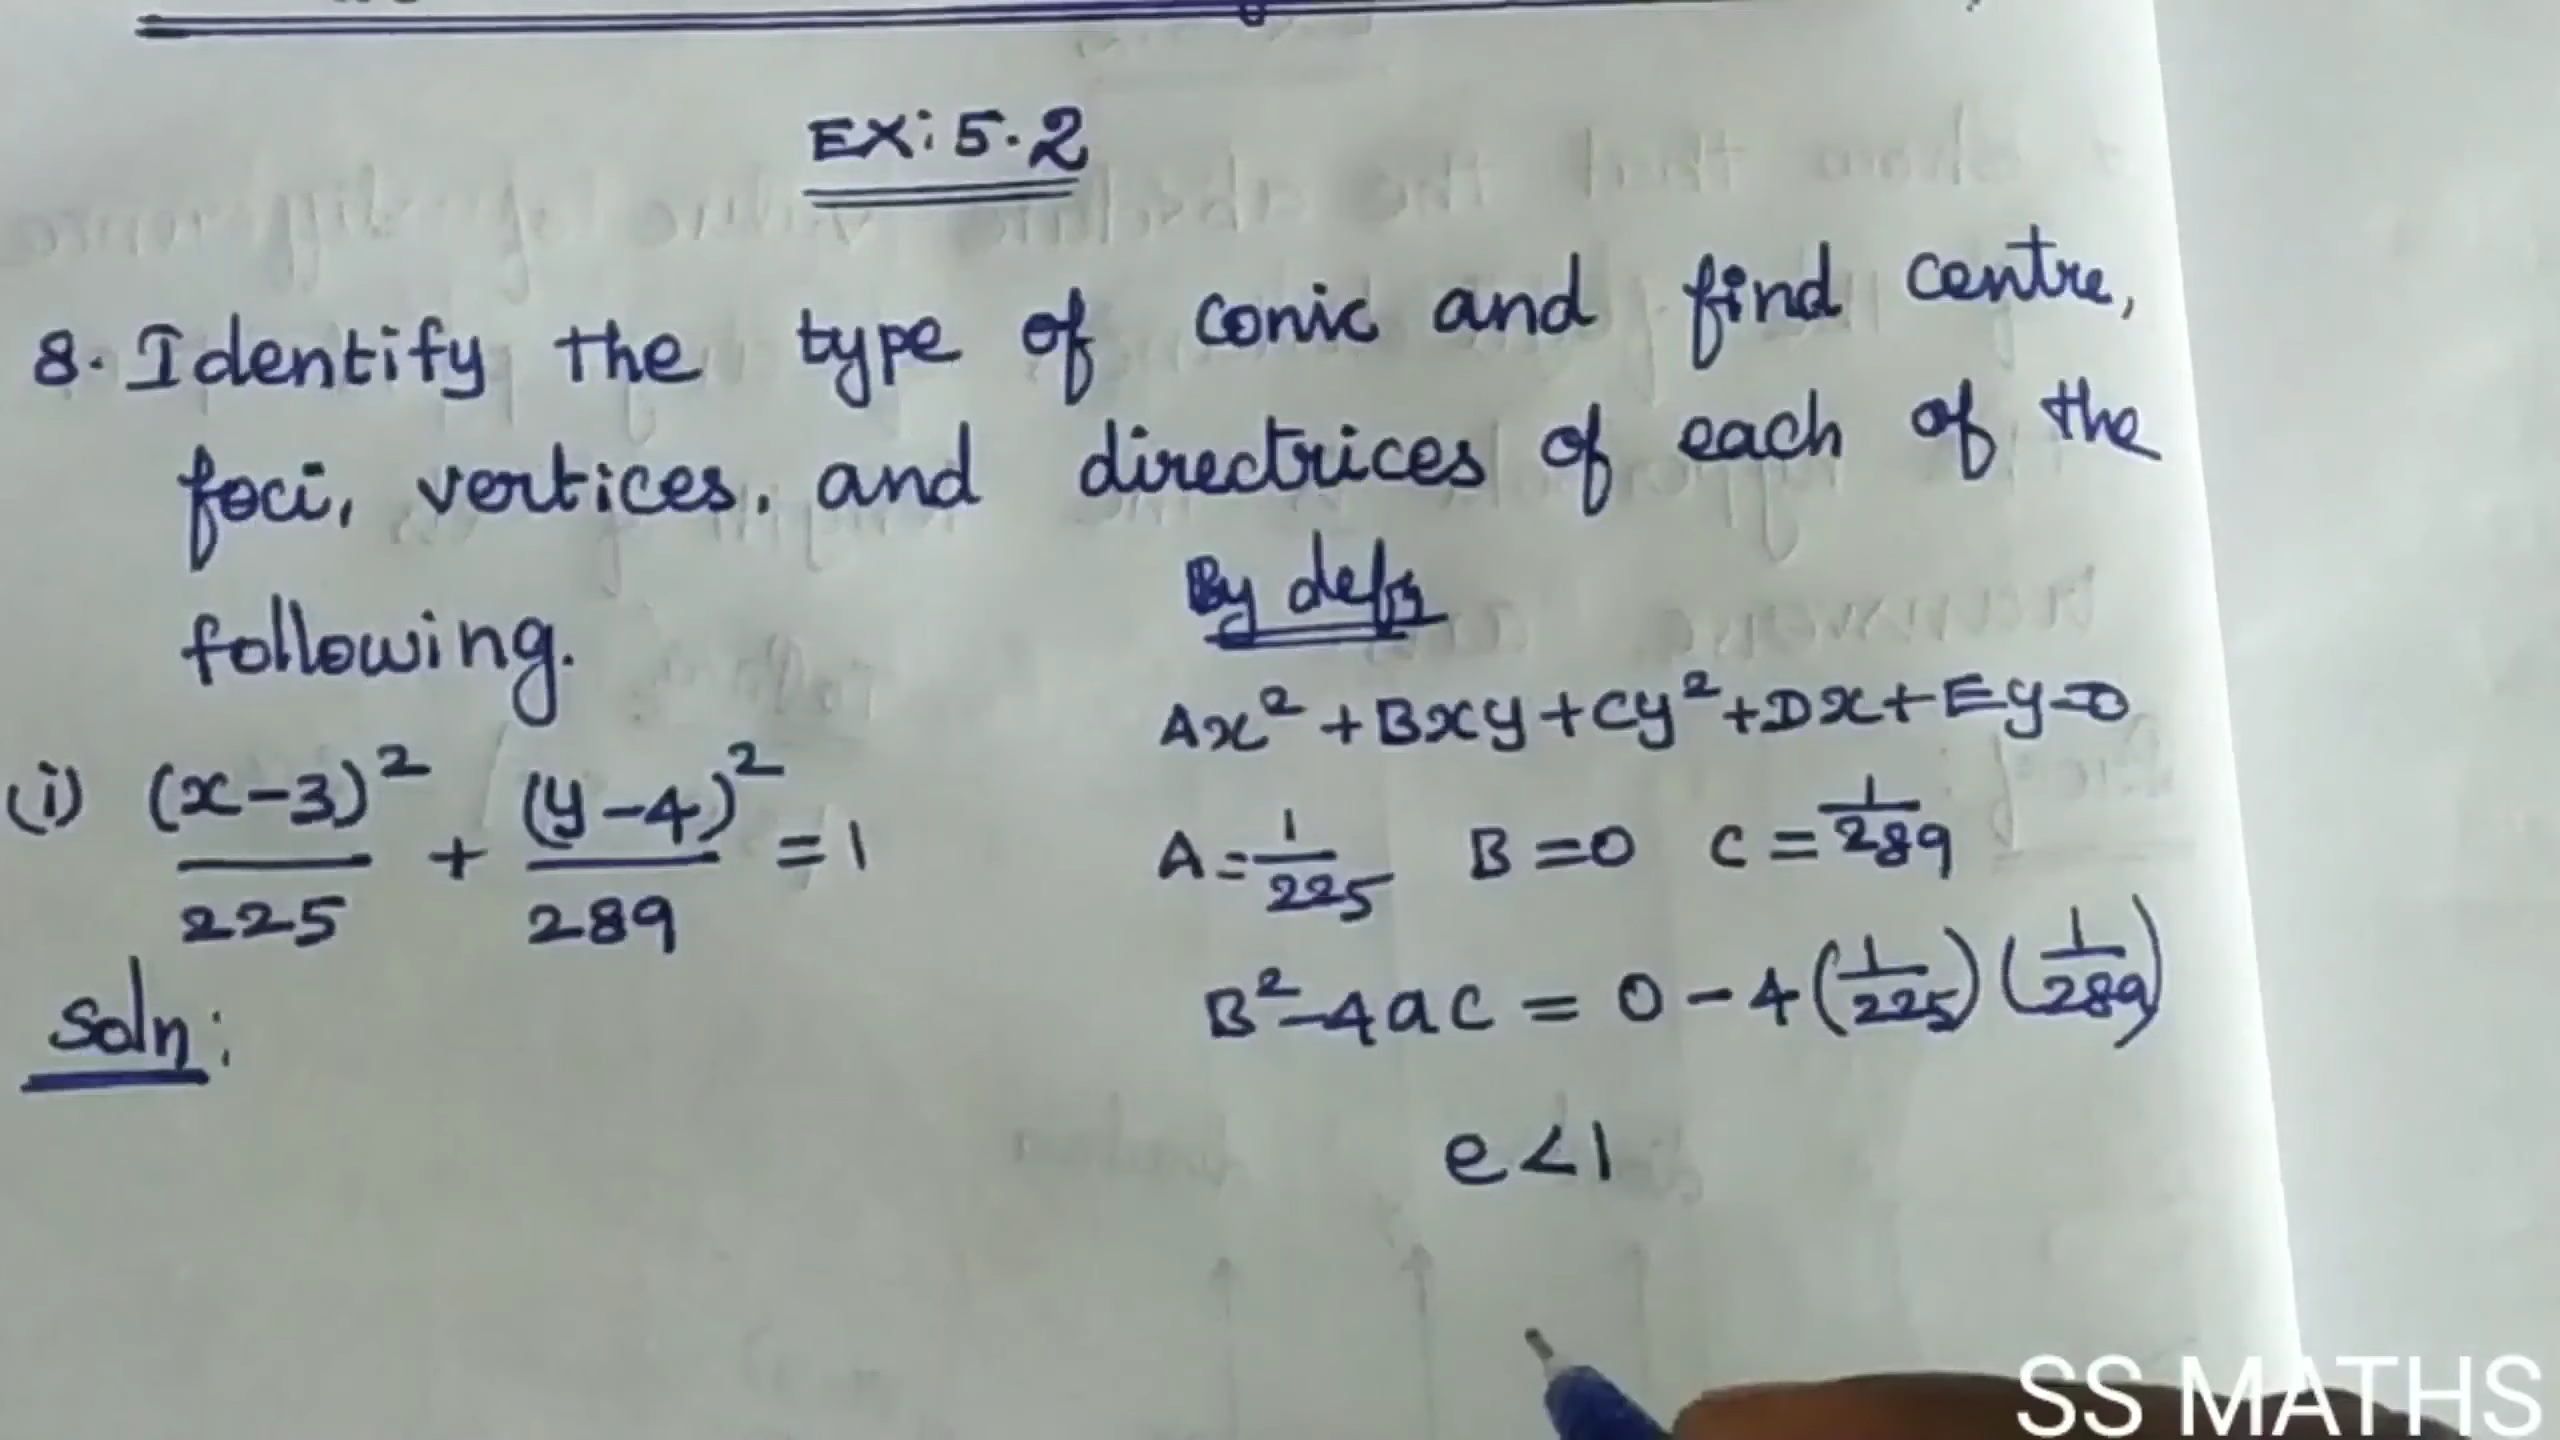 EX: 5.2
8. Identify the type of conic and find centre,
foci, vertices, and directrices of each of the
following.
(i) (x-3)²/225 + (y-4)²/289 = 1
Soln:
By defn
Ax² + Bxy + Cy² + Dx + Ey = 0
A = 1/225 B = 0 C = 1/289
B² - 4ac = 0 - 4(1/225)(1/289)
e < 1
SS MATHS